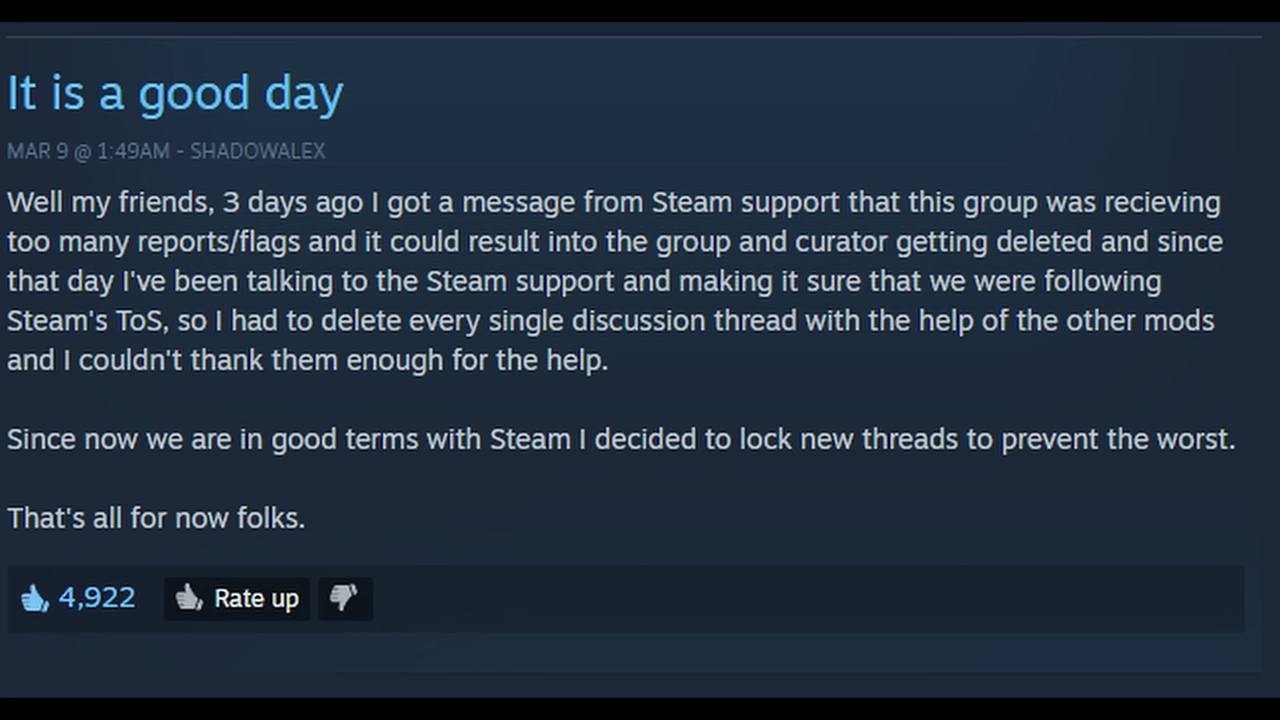 It is a good day
MAR 9 @ 1:49AM - SHADOWALEX
Well my friends, 3 days ago I got a message from Steam support that this group was recieving
too many reports/flags and it could result into the group and curator getting deleted and since
that day I've been talking to the Steam support and making it sure that we were following
Steam's ToS, so I had to delete every single discussion thread with the help of the other mods
and I couldn't thank them enough for the help.
Since now we are in good terms with Steam I decided to lock new threads to prevent the worst.
That's all for now folks.
4,922 Rate up